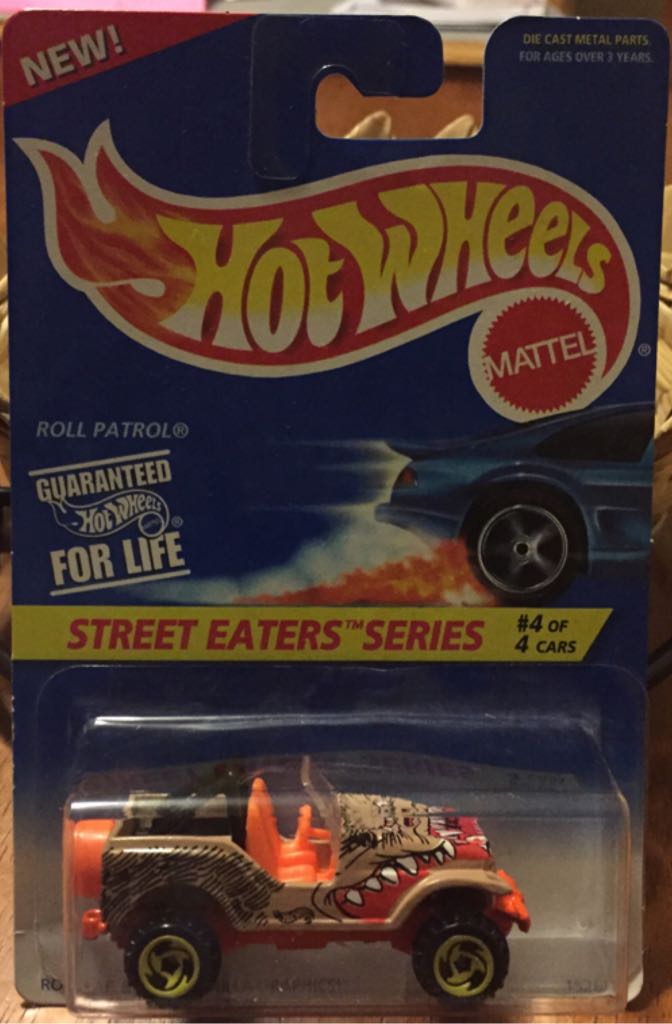 NEW!
DIE CAST METAL PARTS.
FOR AGES OVER 3 YEARS.
HOT WHEELS
MATTEL ®
ROLL PATROL®
GUARANTEED
HOT WHEELS ®
FOR LIFE
STREET EATERS™ SERIES
#4 OF
4 CARS
GRAPHICS!